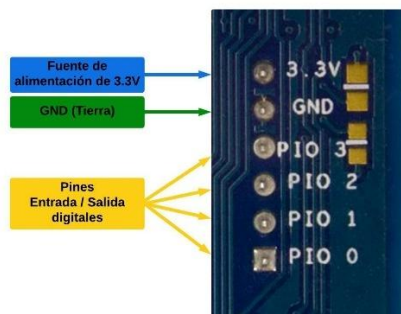 Fuente de
alimentación de 3.3V
GND (Tierra)
Pines
Entrada / Salida
digitales
3.3V
GND
PIO 3
PIO 2
PIO 1
PIO 0